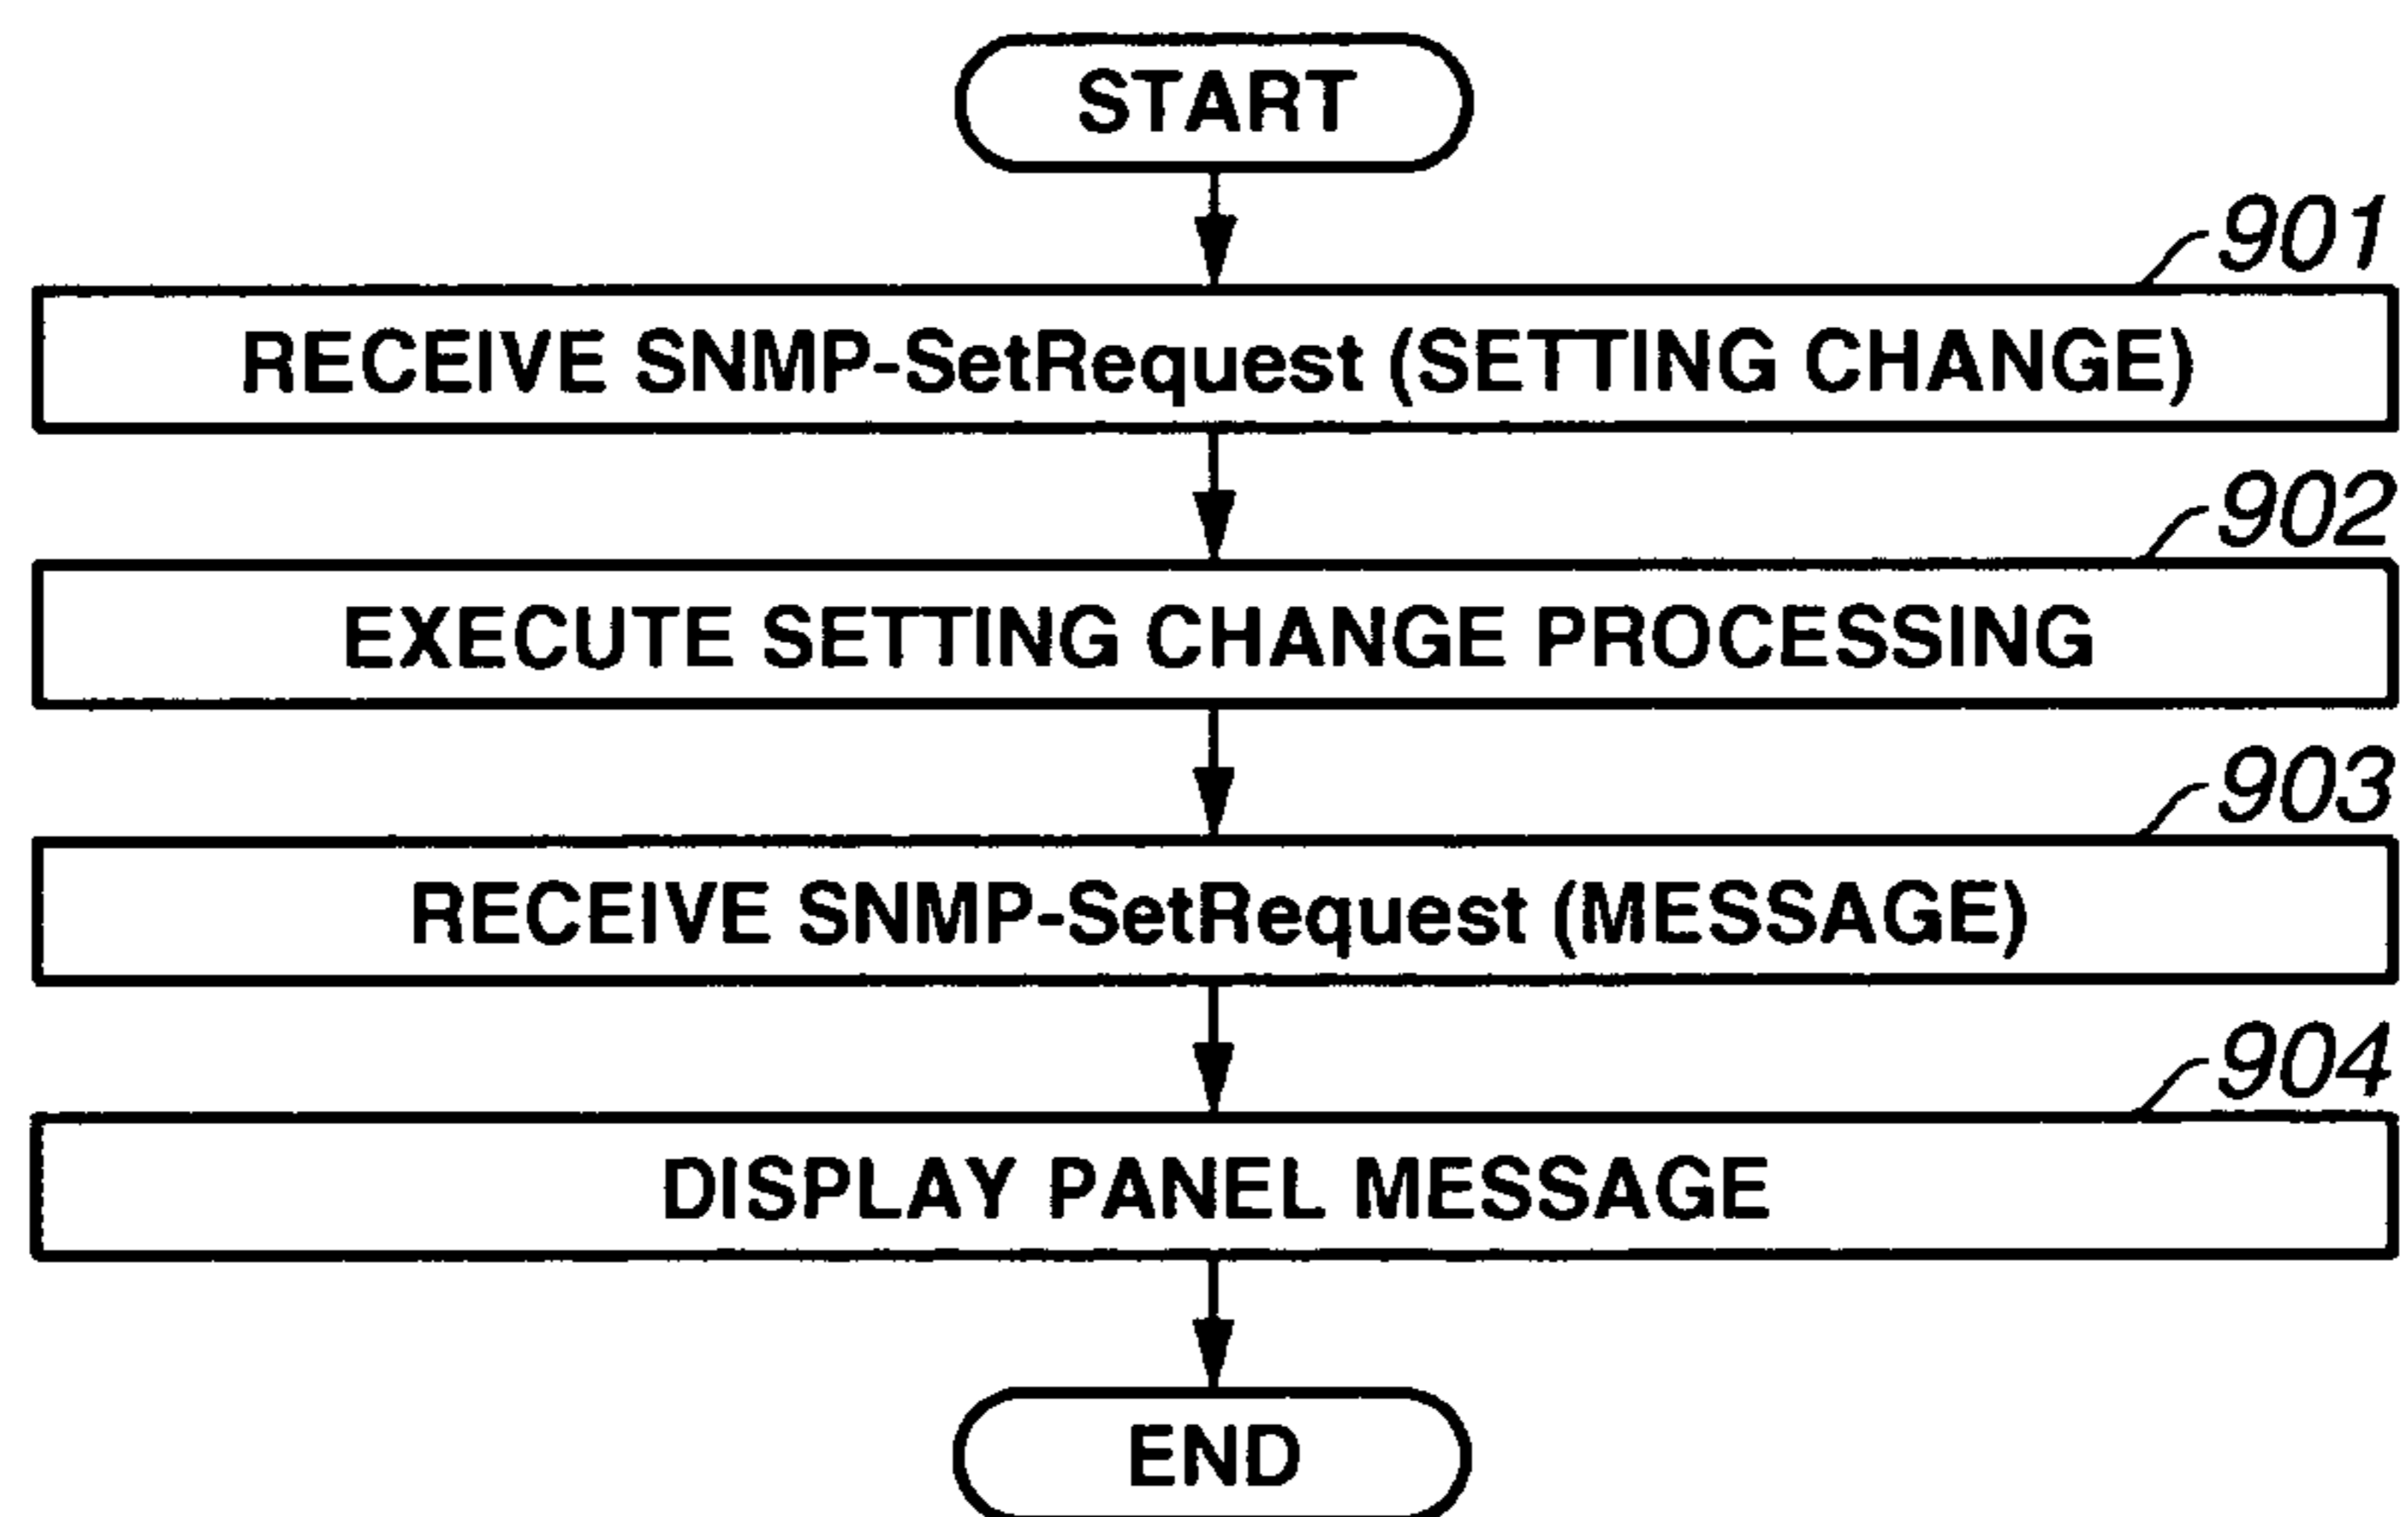 START
901
RECEIVE SNMP-SetRequest (SETTING CHANGE)
902
EXECUTE SETTING CHANGE PROCESSING
903
RECEIVE SNMP-SetRequest (MESSAGE)
904
DISPLAY PANEL MESSAGE
END